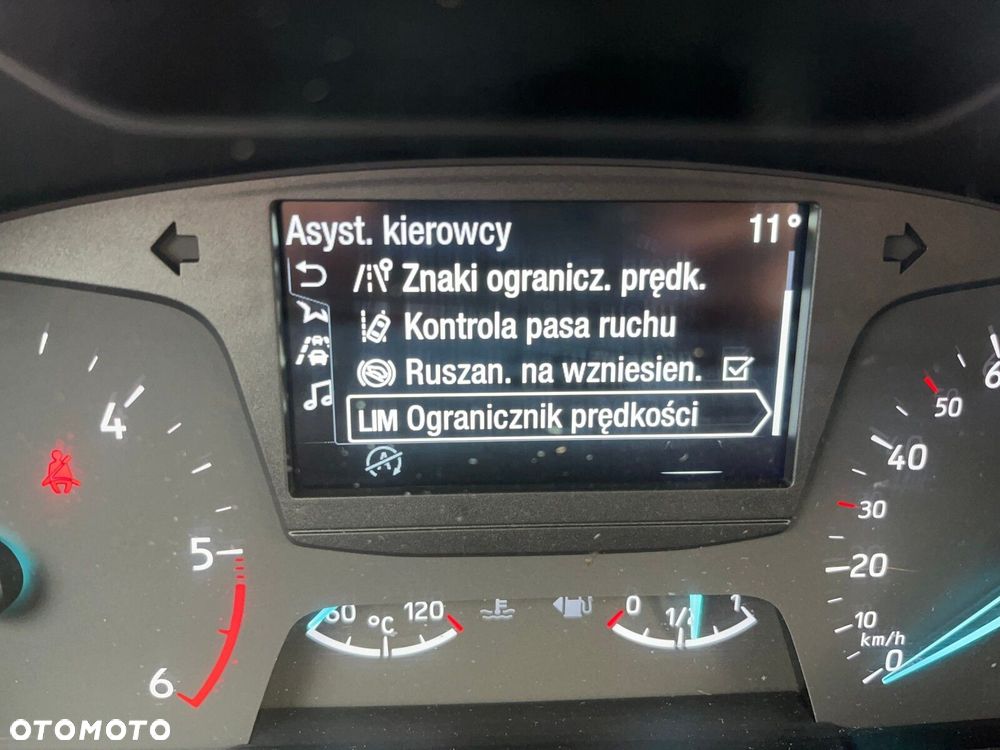 Asyst. kierowcy 11°
Znaki ogranicz. prędk.
Kontrola pasa ruchu
Ruszan. na wzniesien.
LIM Ogranicznik prędkości
A
4
5
6
60 °C 120
0 1/2 1
6
50
40
30
20
10
km/h
0
OTOMOTO